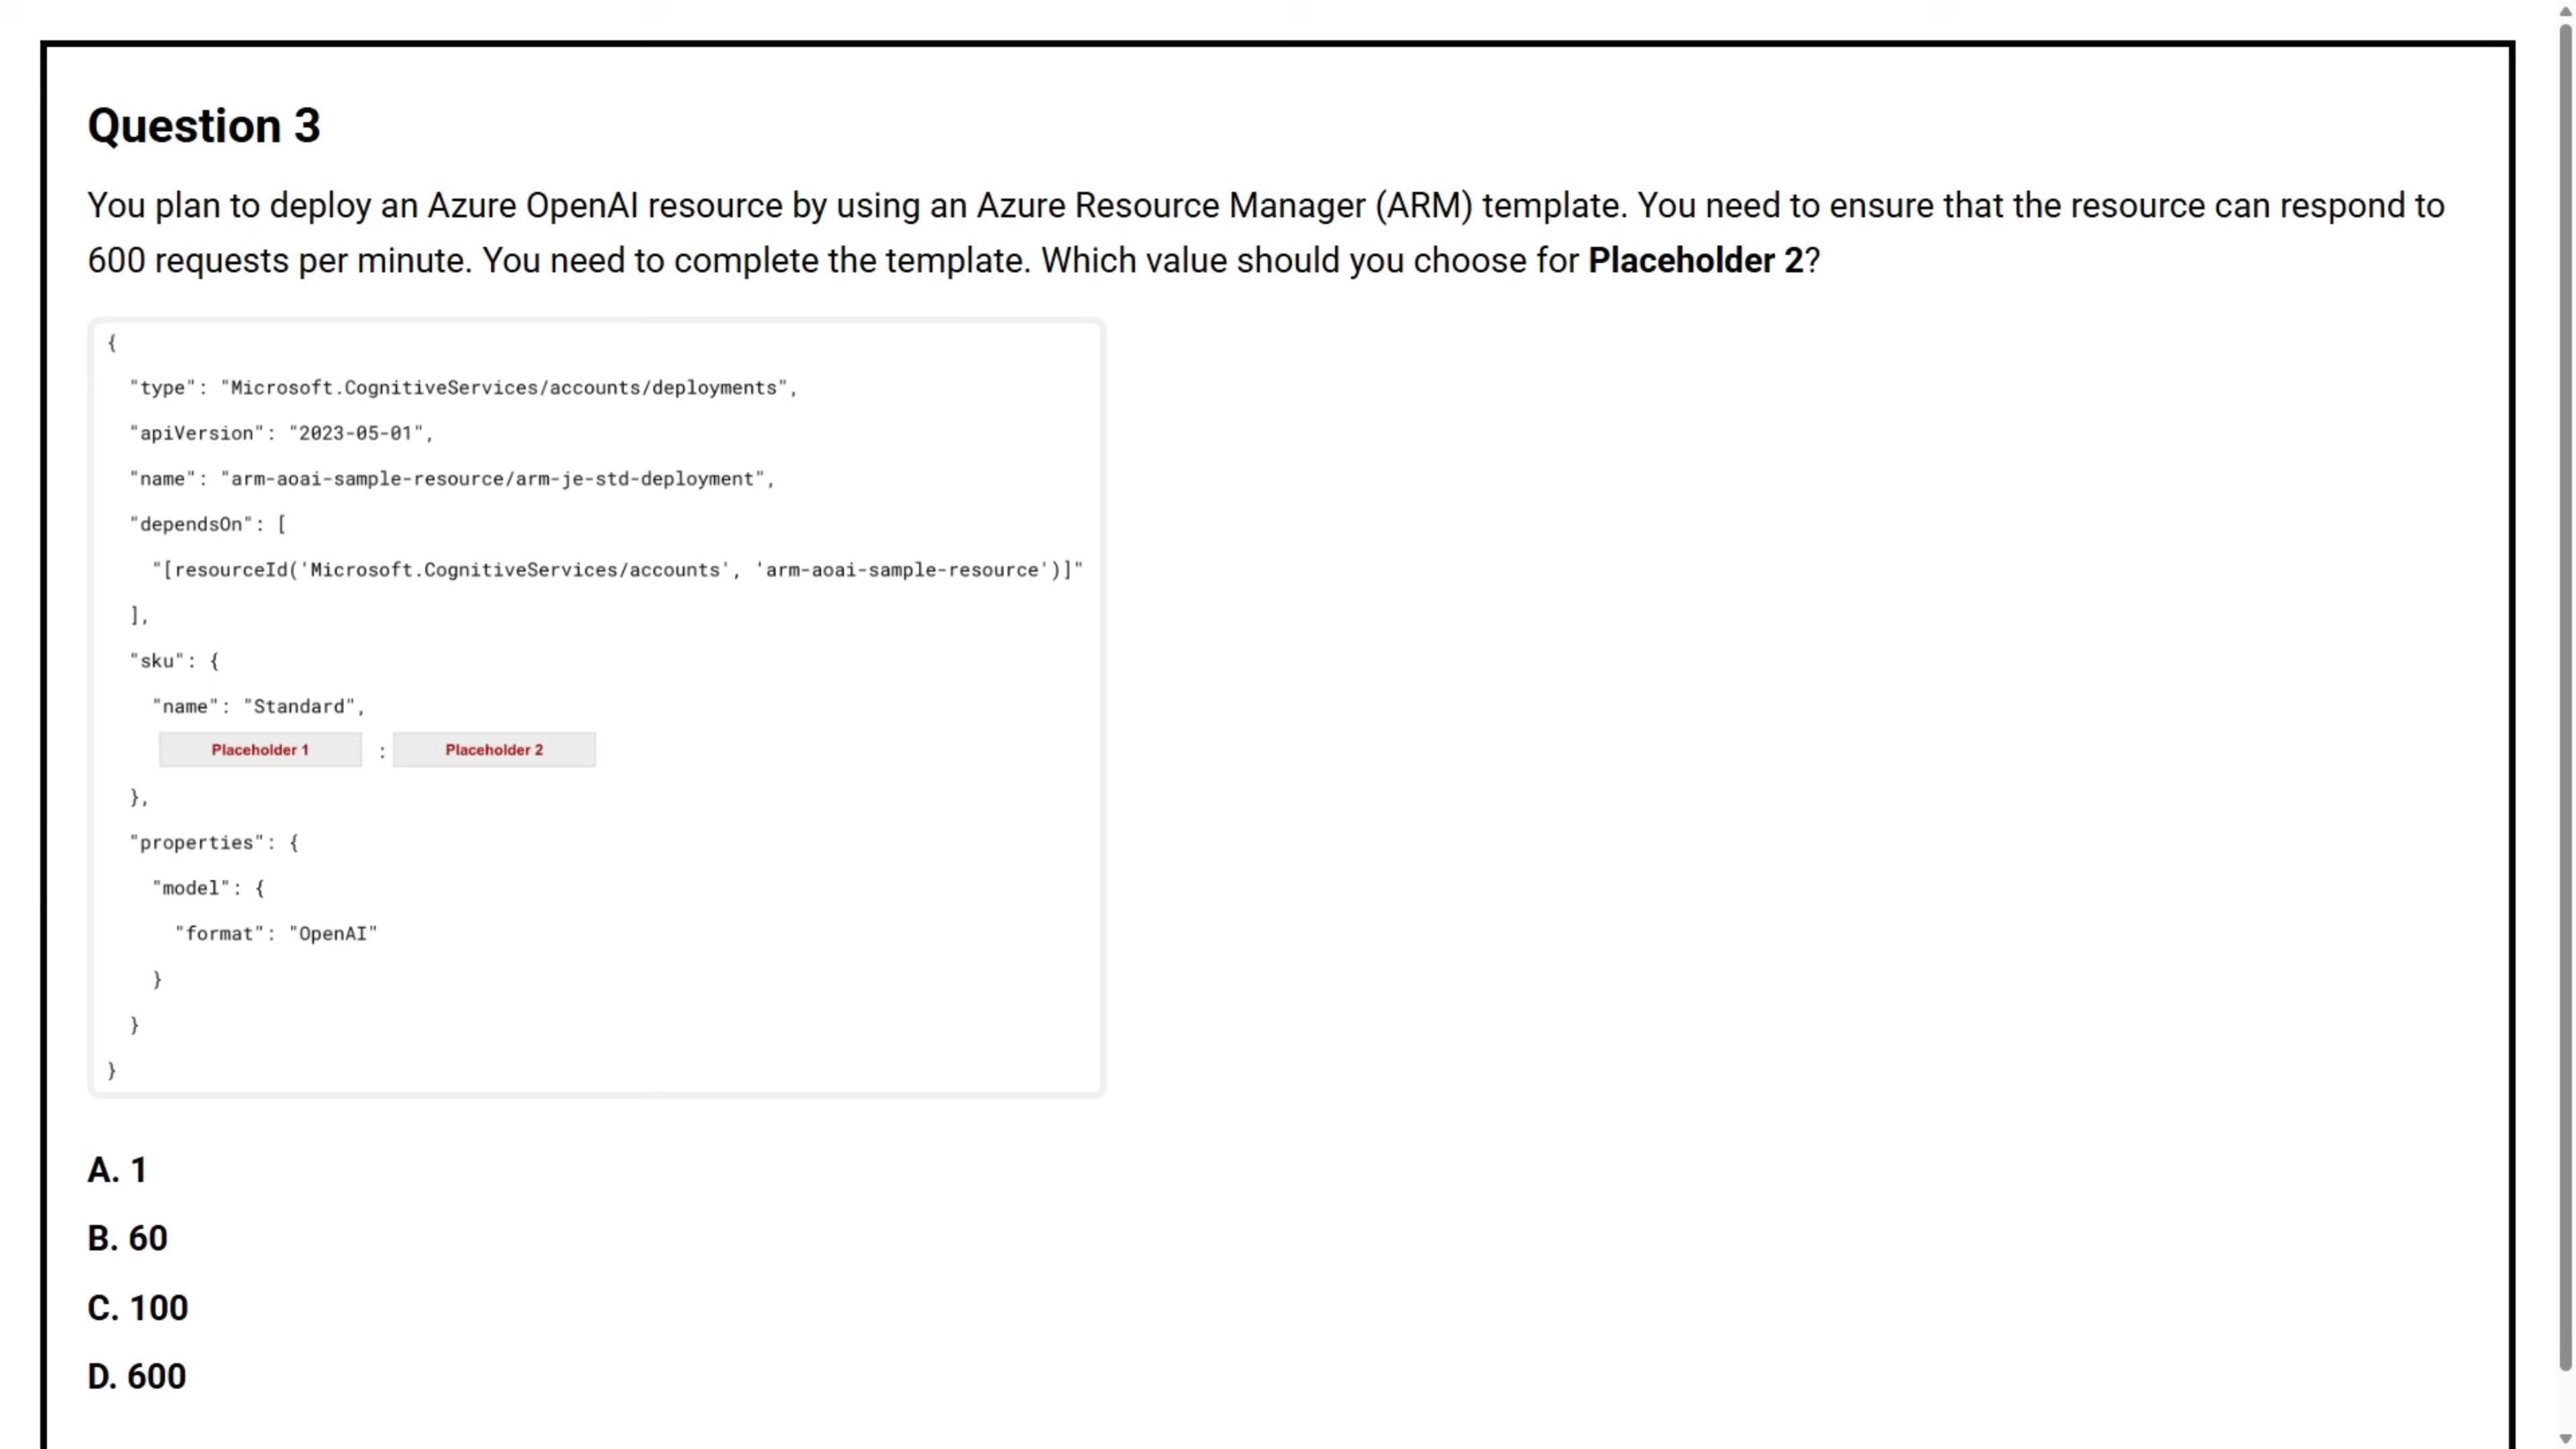 Question 3
You plan to deploy an Azure OpenAI resource by using an Azure Resource Manager (ARM) template. You need to ensure that the resource can respond to
600 requests per minute. You need to complete the template. Which value should you choose for Placeholder 2?
{
"type": "Microsoft.CognitiveServices/accounts/deployments",
"apiVersion": "2023-05-01",
"name": "arm-aoai-sample-resource/arm-je-std-deployment",
"dependsOn": [
"[resourceId('Microsoft.CognitiveServices/accounts', 'arm-aoai-sample-resource')]"
],
"sku": {
"name": "Standard",
Placeholder 1 : Placeholder 2
},
"properties": {
"model": {
"format": "OpenAI"
}
}
}
A. 1
B. 60
C. 100
D. 600